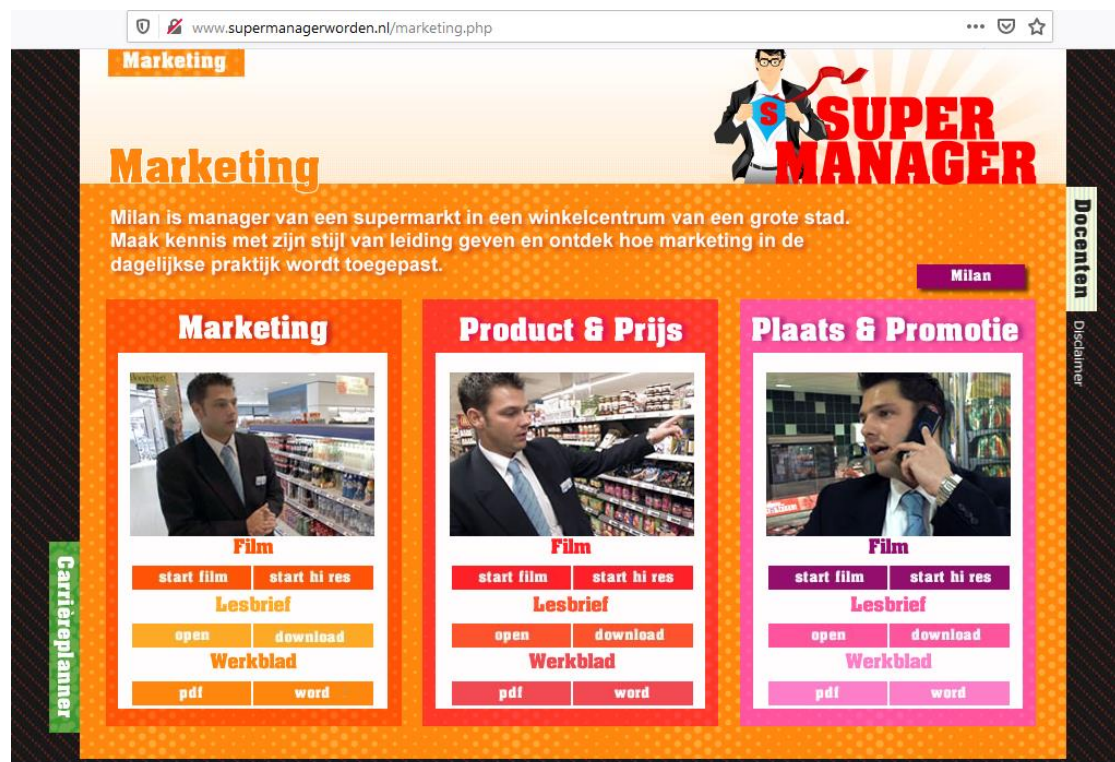 www.supermanagerworden.nl/marketing.php
Marketing
S
SUPER
MANAGER
Marketing
Milan is manager van een supermarkt in een winkelcentrum van een grote stad.
Maak kennis met zijn stijl van leiding geven en ontdek hoe marketing in de
dagelijkse praktijk wordt toegepast.
Milan
Docenten
Disclaimer
Carrièreplanner
Marketing
Film
start film start hi res
Lesbrief
open download
Werkblad
pdf word
Product & Prijs
Film
start film start hi res
Lesbrief
open download
Werkblad
pdf word
Plaats & Promotie
Film
start film start hi res
Lesbrief
open download
Werkblad
pdf word